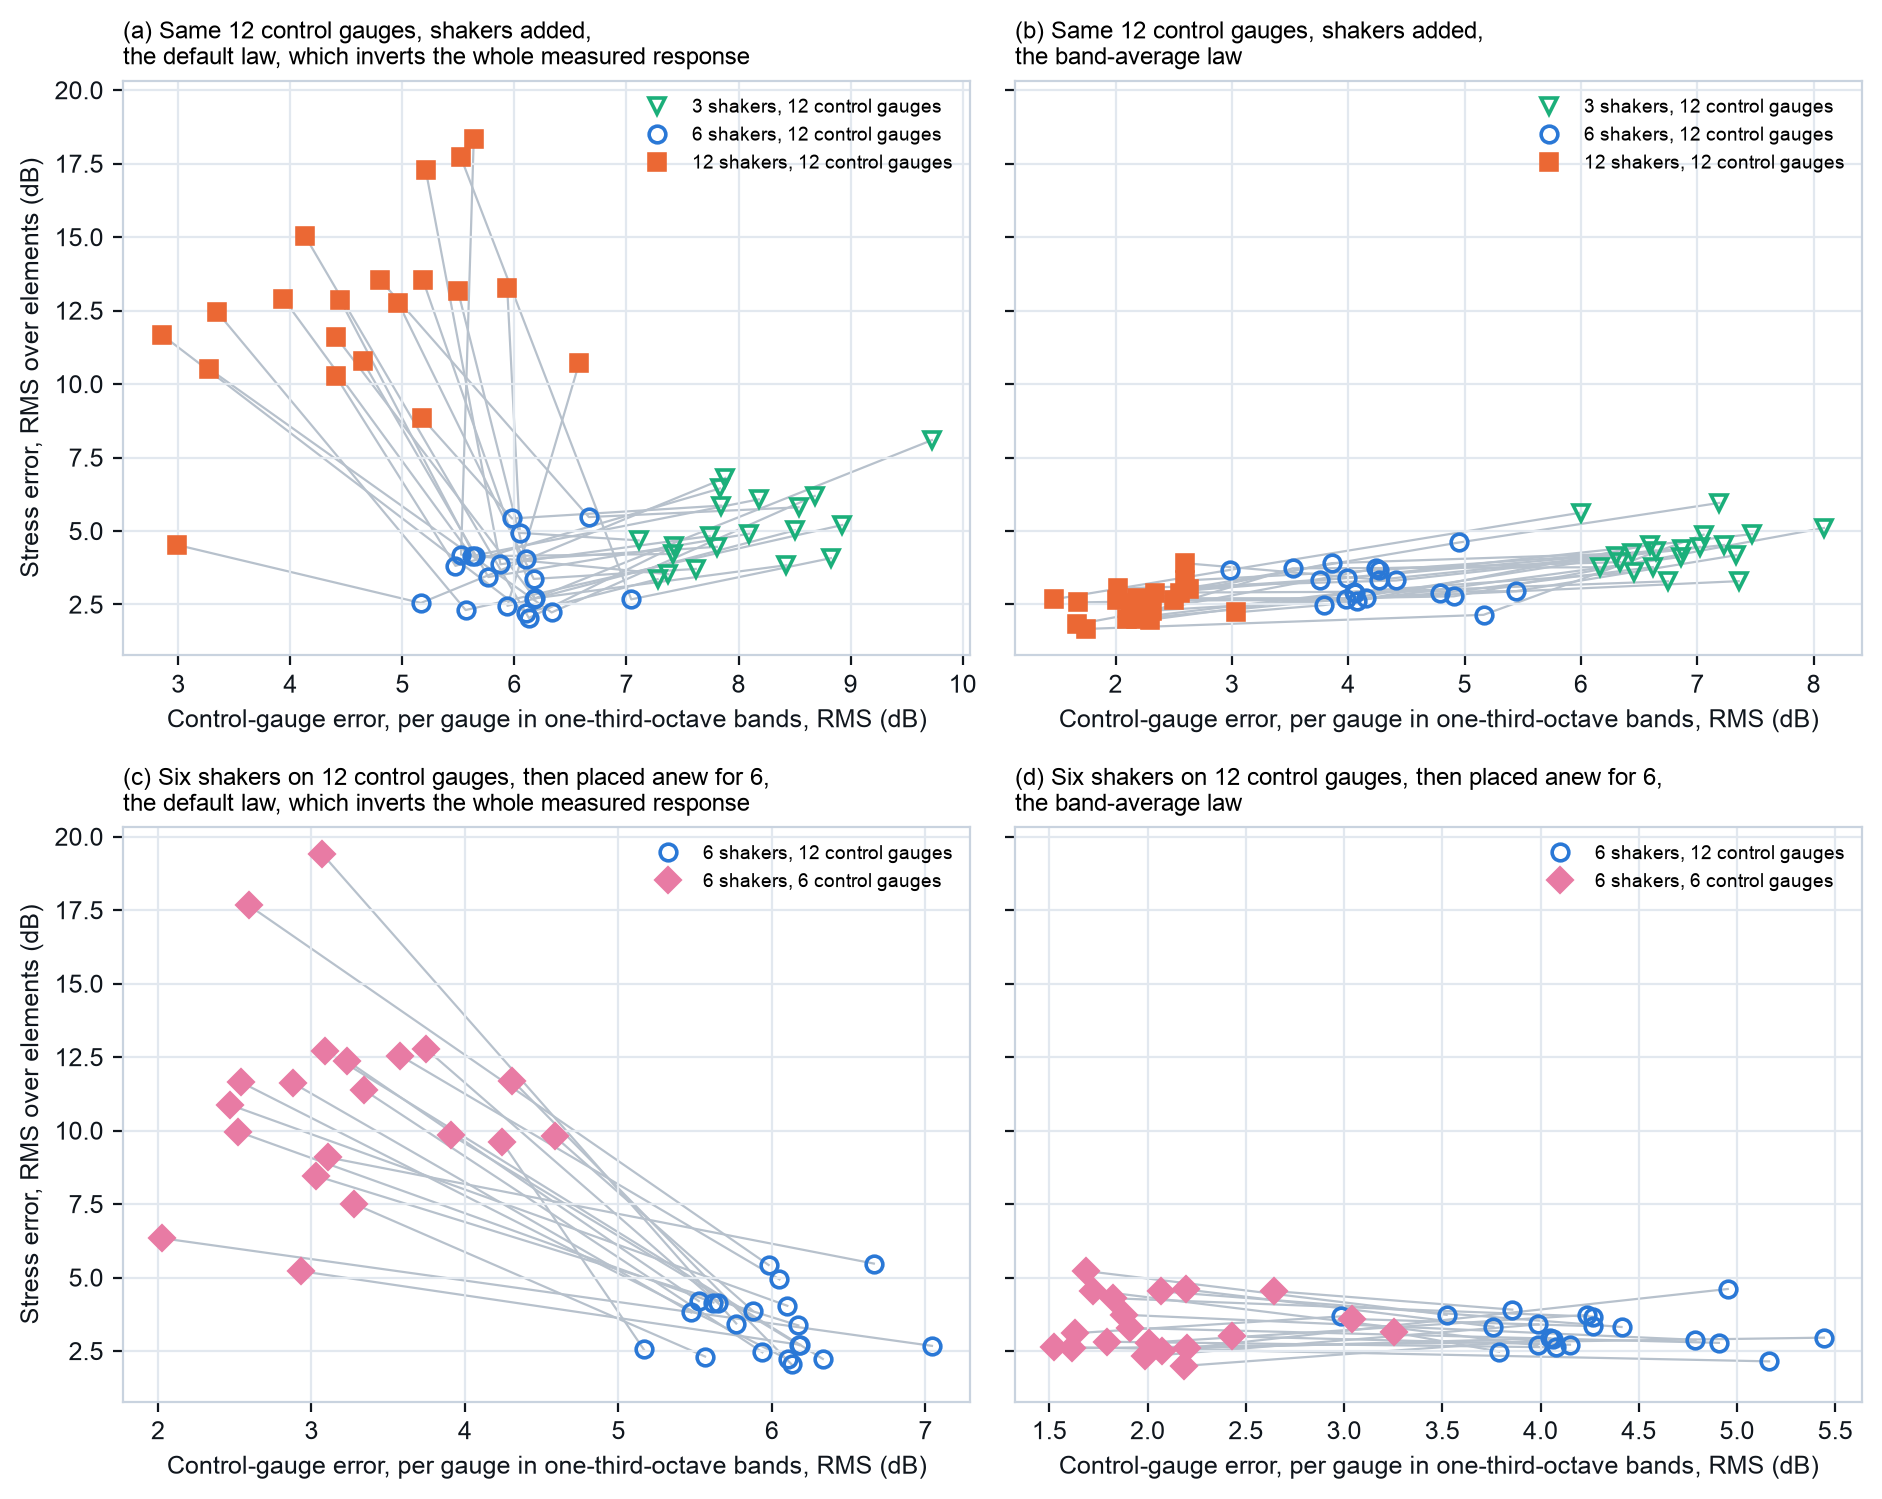 (a) Same 12 control gauges, shakers added,
the default law, which inverts the whole measured response
20.0
17.5
15.0
12.5
10.0
7.5
5.0
2.5
Stress error, RMS over elements (dB)
3 shakers, 12 control gauges
6 shakers, 12 control gauges
12 shakers, 12 control gauges
3 4 5 6 7 8 9 10
Control-gauge error, per gauge in one-third-octave bands, RMS (dB)
(b) Same 12 control gauges, shakers added,
the band-average law
3 shakers, 12 control gauges
6 shakers, 12 control gauges
12 shakers, 12 control gauges
2 3 4 5 6 7 8
Control-gauge error, per gauge in one-third-octave bands, RMS (dB)
(c) Six shakers on 12 control gauges, then placed anew for 6,
the default law, which inverts the whole measured response
20.0
17.5
15.0
12.5
10.0
7.5
5.0
2.5
Stress error, RMS over elements (dB)
6 shakers, 12 control gauges
6 shakers, 6 control gauges
2 3 4 5 6 7
Control-gauge error, per gauge in one-third-octave bands, RMS (dB)
(d) Six shakers on 12 control gauges, then placed anew for 6,
the band-average law
6 shakers, 12 control gauges
6 shakers, 6 control gauges
1.5 2.0 2.5 3.0 3.5 4.0 4.5 5.0 5.5
Control-gauge error, per gauge in one-third-octave bands, RMS (dB)